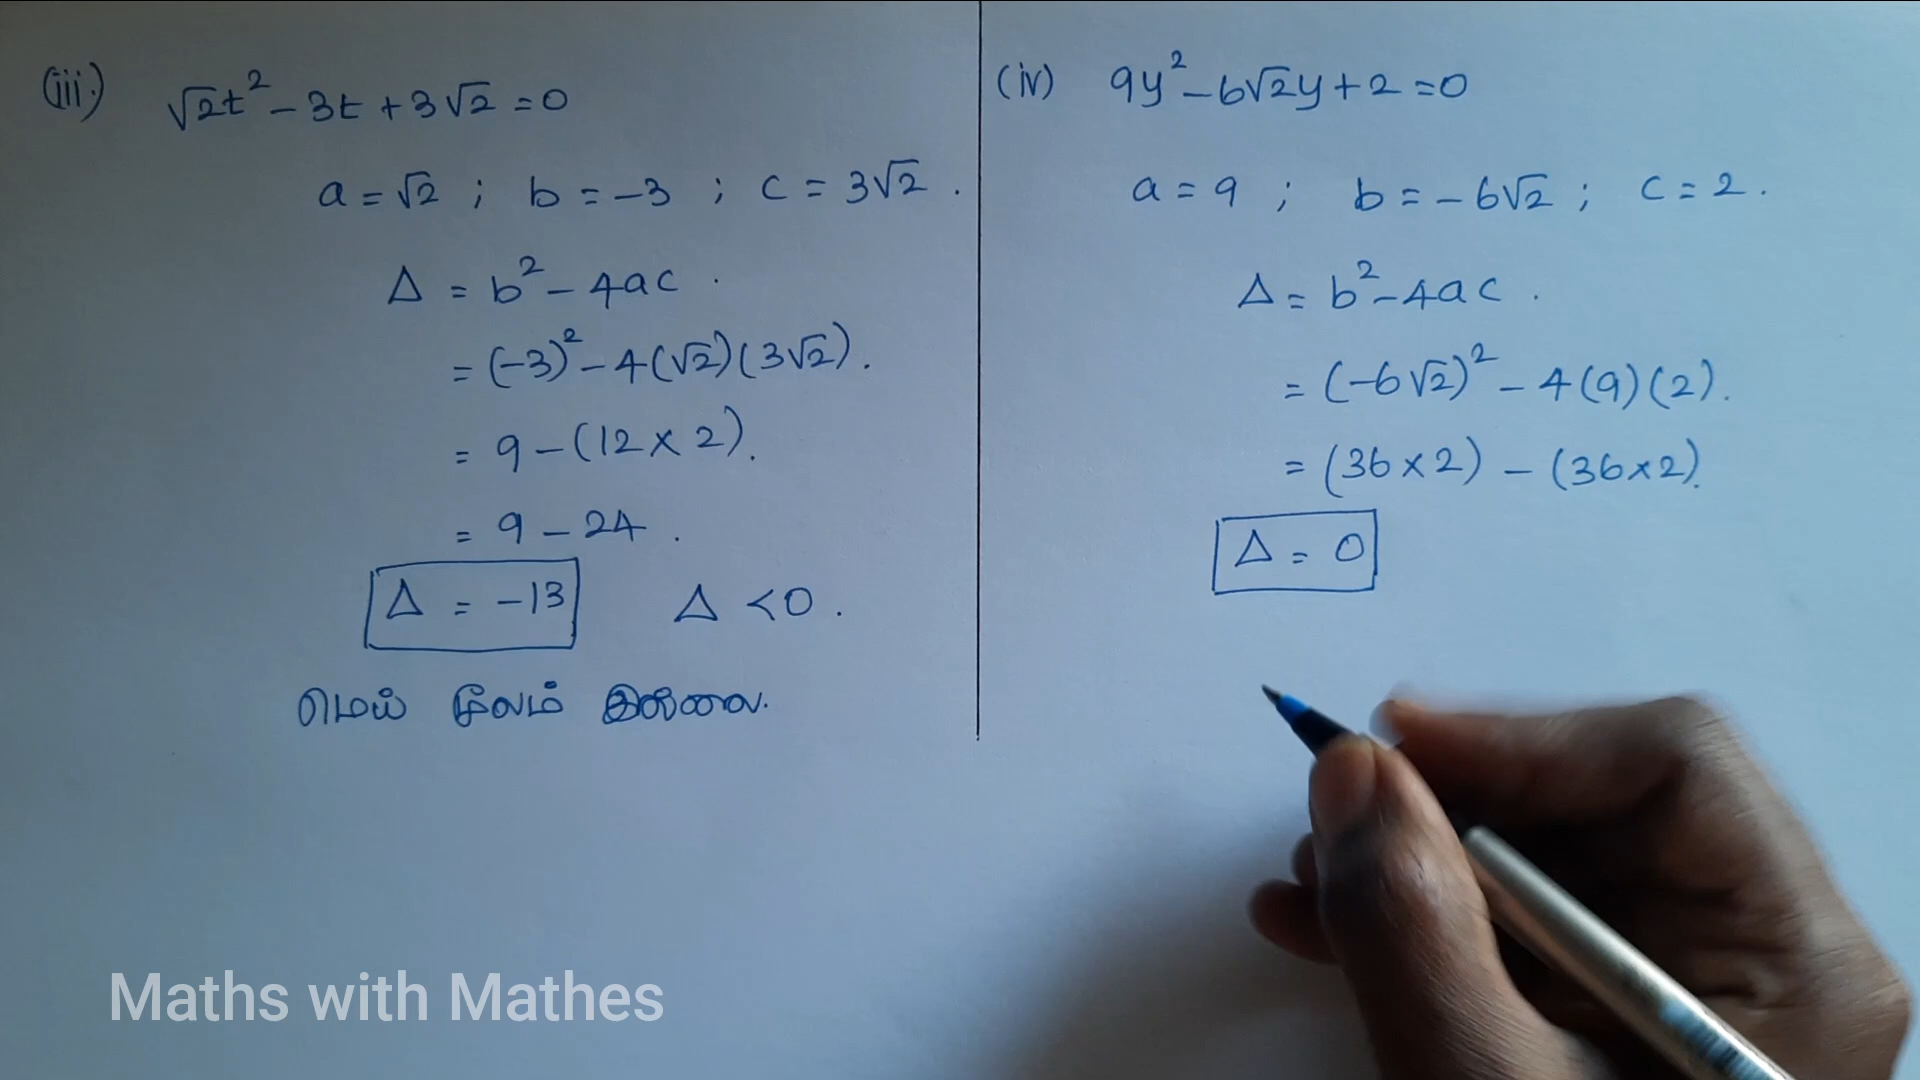 (iii.) √2t² - 3t + 3√2 = 0
a = √2 ; b = -3 ; c = 3√2 .
Δ = b² - 4ac .
= (-3)² - 4(√2)(3√2).
= 9 - (12 × 2).
= 9 - 24 .
Δ = -13 Δ < 0 .
மெய் மூலம் இல்லை.
(iv) 9y² - 6√2y + 2 = 0
a = 9 ; b = -6√2 ; c = 2 .
Δ = b² - 4ac .
= (-6√2)² - 4(9)(2).
= (36 × 2) - (36 × 2).
Δ = 0
Maths with Mathes